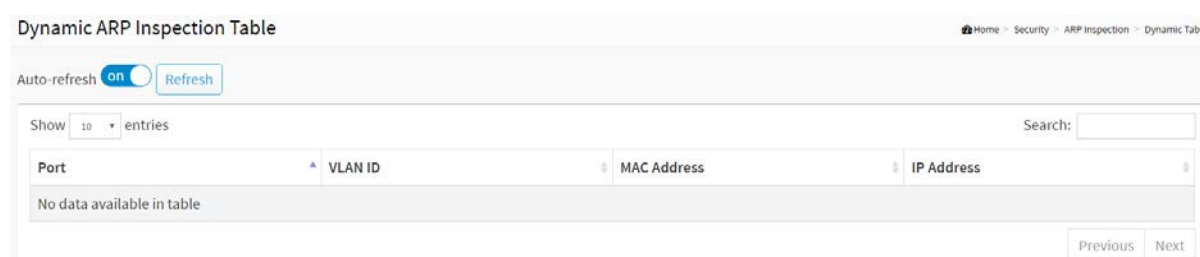 Dynamic ARP Inspection Table
Home > Security > ARP Inspection > Dynamic Tab
Auto-refresh on Refresh
Show 10 entries Search:
Port VLAN ID MAC Address IP Address
No data available in table
Previous Next